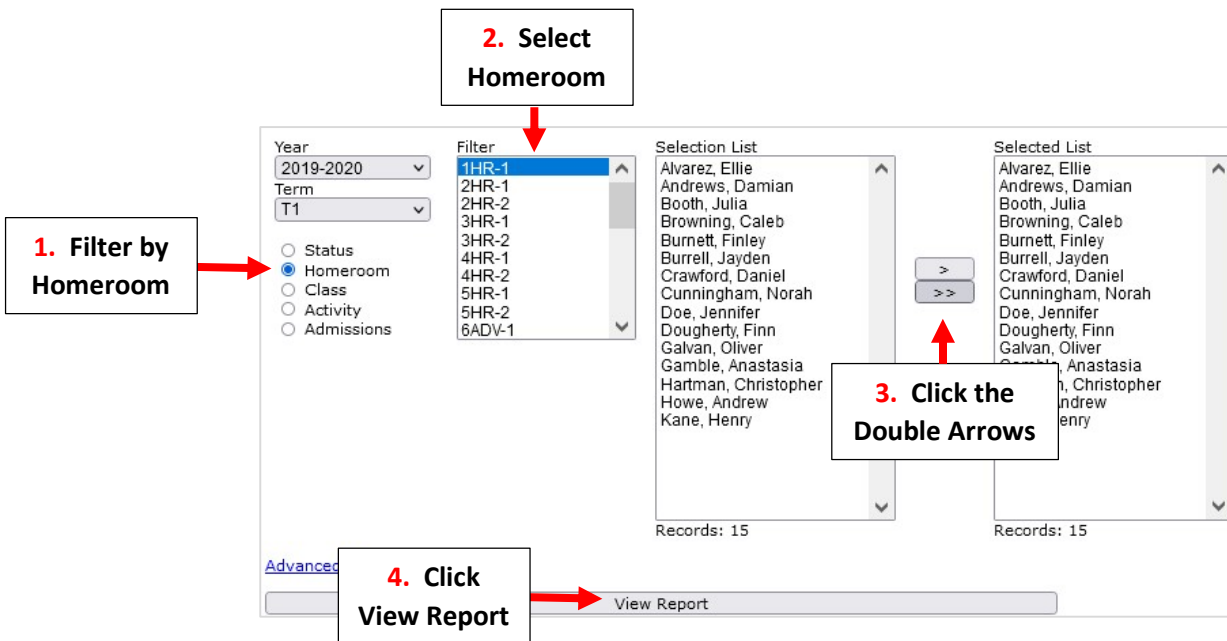 2. Select
Homeroom
Year
2019-2020
Term
T1
1. Filter by
Homeroom
Status
Homeroom
Class
Activity
Admissions
Filter
1HR-1
2HR-1
2HR-2
3HR-1
3HR-2
4HR-1
4HR-2
5HR-1
5HR-2
6ADV-1
Selection List
Alvarez, Ellie
Andrews, Damian
Booth, Julia
Browning, Caleb
Burnett, Finley
Burrell, Jayden
Crawford, Daniel
Cunningham, Norah
Doe, Jennifer
Dougherty, Finn
Galvan, Oliver
Gamble, Anastasia
Hartman, Christopher
Howe, Andrew
Kane, Henry
Records: 15
>
>>
3. Click the
Double Arrows
Selected List
Alvarez, Ellie
Andrews, Damian
Booth, Julia
Browning, Caleb
Burnett, Finley
Burrell, Jayden
Crawford, Daniel
Cunningham, Norah
Doe, Jennifer
Dougherty, Finn
Galvan, Oliver
Anastasia
Christopher
Andrew
Henry
Records: 15
Advanced
4. Click
View Report
View Report